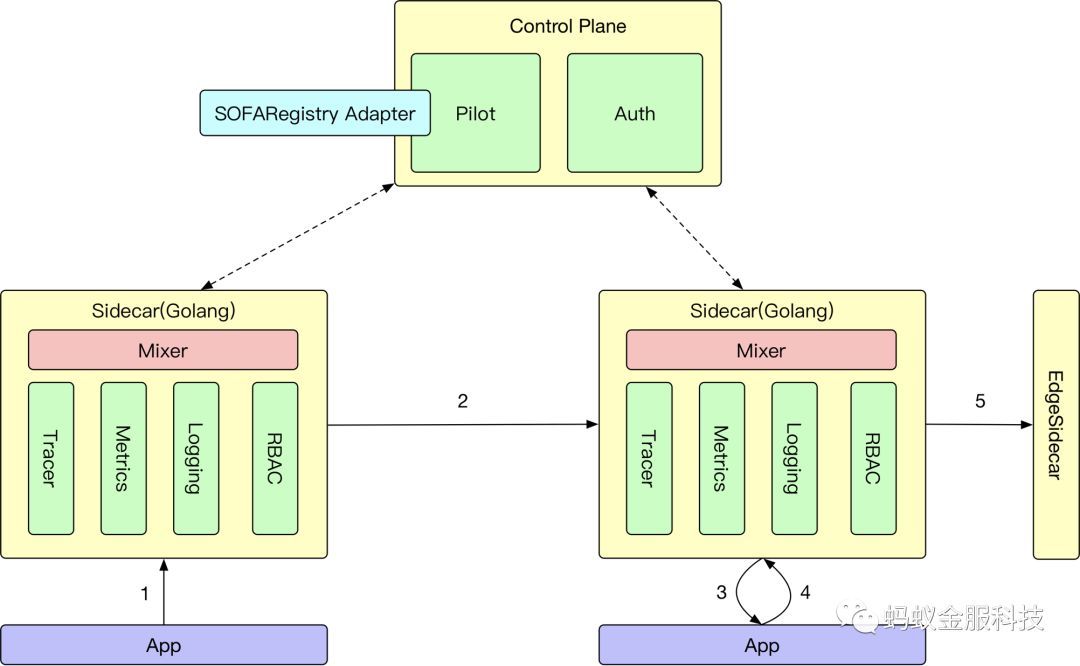 Control Plane
SOFARegistry Adapter
Pilot
Auth
Sidecar(Golang)
Mixer
Tracer
Metrics
Logging
RBAC
2
Sidecar(Golang)
Mixer
Tracer
Metrics
Logging
RBAC
5
EdgeSidecar
1
3
4
App
App
蚂蚁金服科技